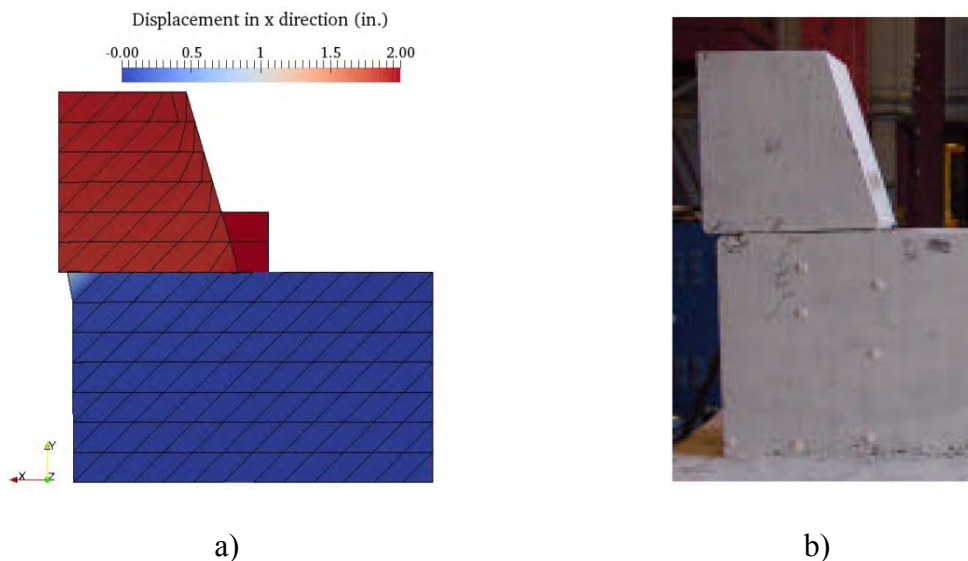 Displacement in x direction (in.)
-0.00 0.5 1 1.5 2.00
Y
X Z
a) b)